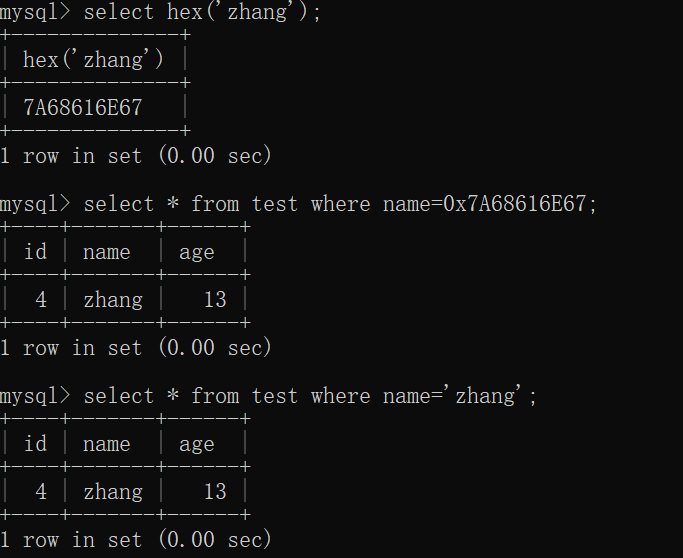 mysql> select hex('zhang');
+--------------+
| hex('zhang') |
+--------------+
| 7A68616E67   |
+--------------+
1 row in set (0.00 sec)
mysql> select * from test where name=0x7A68616E67;
+----+-------+------+
| id | name  | age  |
+----+-------+------+
|  4 | zhang |   13 |
+----+-------+------+
1 row in set (0.00 sec)
mysql> select * from test where name='zhang';
+----+-------+------+
| id | name  | age  |
+----+-------+------+
|  4 | zhang |   13 |
+----+-------+------+
1 row in set (0.00 sec)